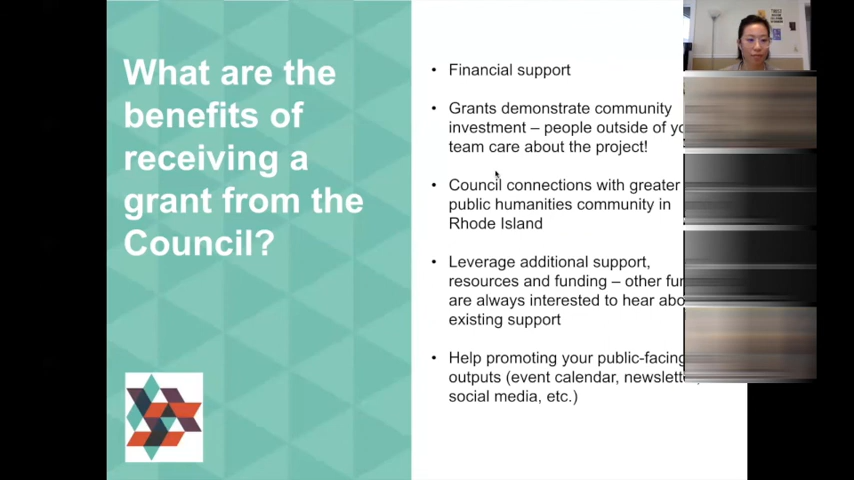 What are the
benefits of
receiving a
grant from the
Council?
• Financial support
• Grants demonstrate community
investment – people outside of
team care about the project!
• Council connections with greater
public humanities community in
Rhode Island
• Leverage additional support,
resources and funding – other
are always interested to hear
existing support
• Help promoting your public-facing
outputs (event calendar,
social media, etc.)